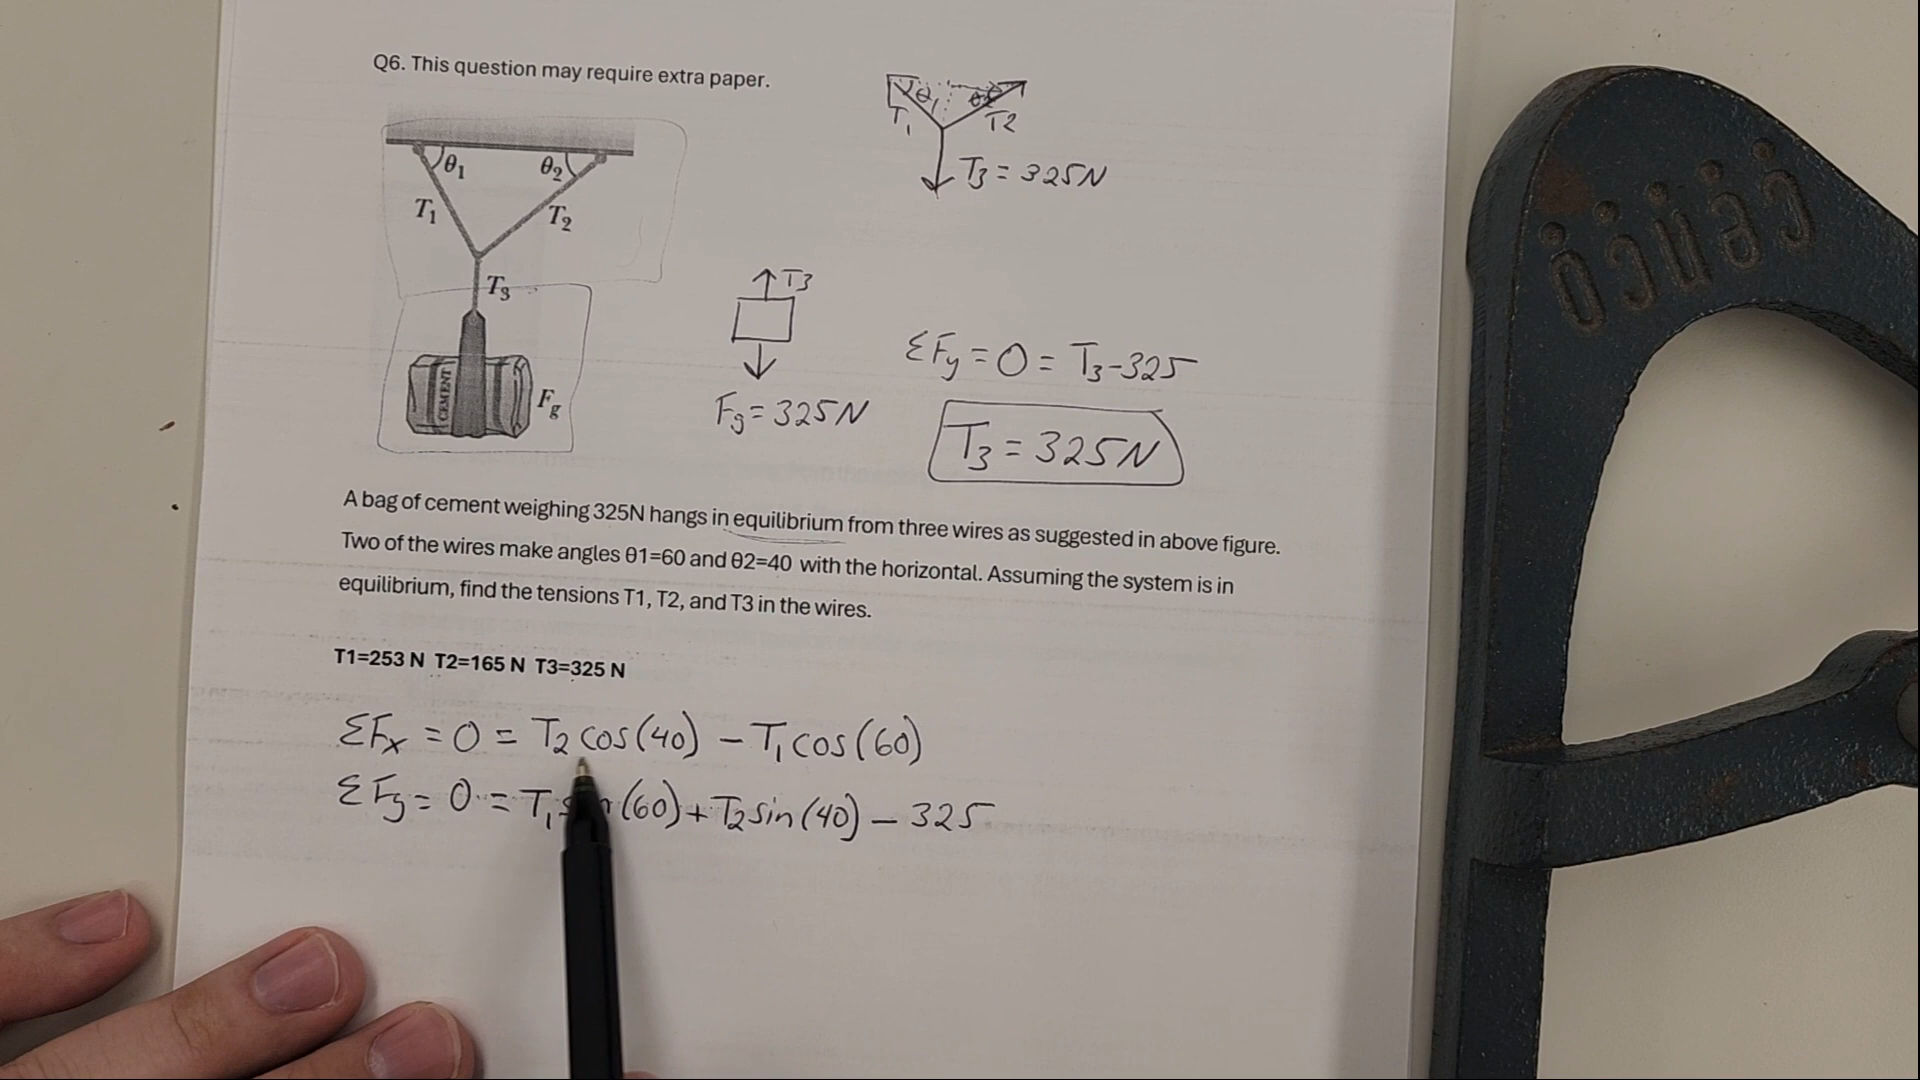 Q6. This question may require extra paper.
θ1 θ2
T1 T2
T3 = 325N
θ1 θ2
T1 T2
T3
CEMENT Fg
T3
Fg = 325N
ΣFy = 0 = T3 - 325
T3 = 325N
A bag of cement weighing 325N hangs in equilibrium from three wires as suggested in above figure.
Two of the wires make angles θ1=60 and θ2=40 with the horizontal. Assuming the system is in
equilibrium, find the tensions T1, T2, and T3 in the wires.
T1=253 N T2=165 N T3=325 N
ΣFx = 0 = T2 cos(40) - T1 cos(60)
ΣFy = 0 = T1 sin(60) + T2 sin(40) - 325